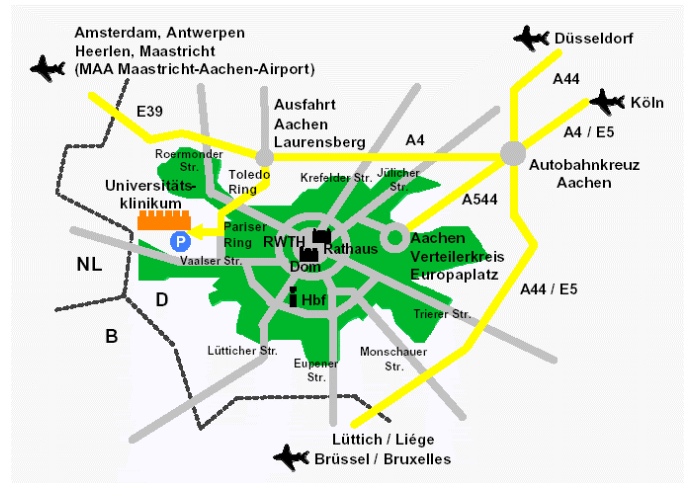 Amsterdam, Antwerpen
Heerlen, Maastricht
(MAA Maastricht-Aachen-Airport)
Düsseldorf
A44
Köln
E39
Ausfahrt
Aachen
Laurensberg
A4
A4 / E5
Roermonder
Str.
Toledo
Ring
Krefelder Str.
Jülicher
Str.
Autobahnkreuz
Aachen
Universitäts-
klinikum
A544
P
Pariser
Ring
RWTH
Rathaus
Aachen
Verteilerkreis
Europaplatz
NL
Vaalser Str.
Dom
D
Hbf
A44 / E5
B
Trierer Str.
Lütticher Str.
Eupener
Str.
Monschauer
Str.
Lüttich / Liége
Brüssel / Bruxelles